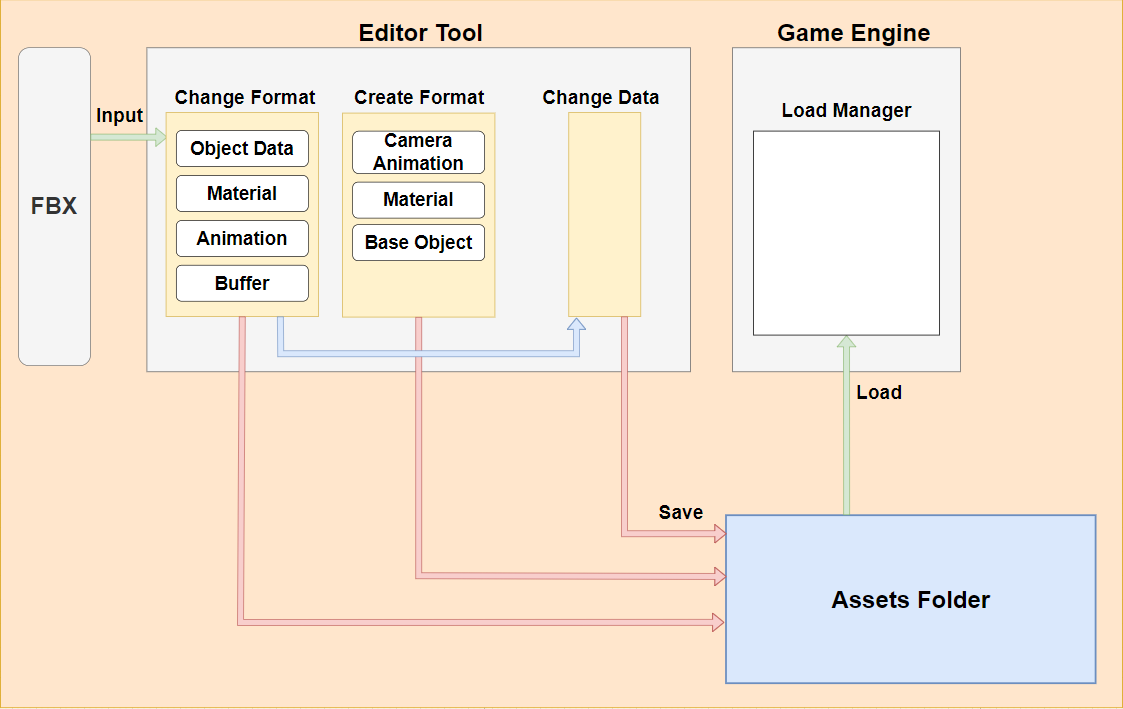 Editor Tool
Game Engine
Change Format
Create Format
Change Data
Load Manager
Input
FBX
Object Data
Material
Animation
Buffer
Camera
Animation
Material
Base Object
Load
Save
Assets Folder